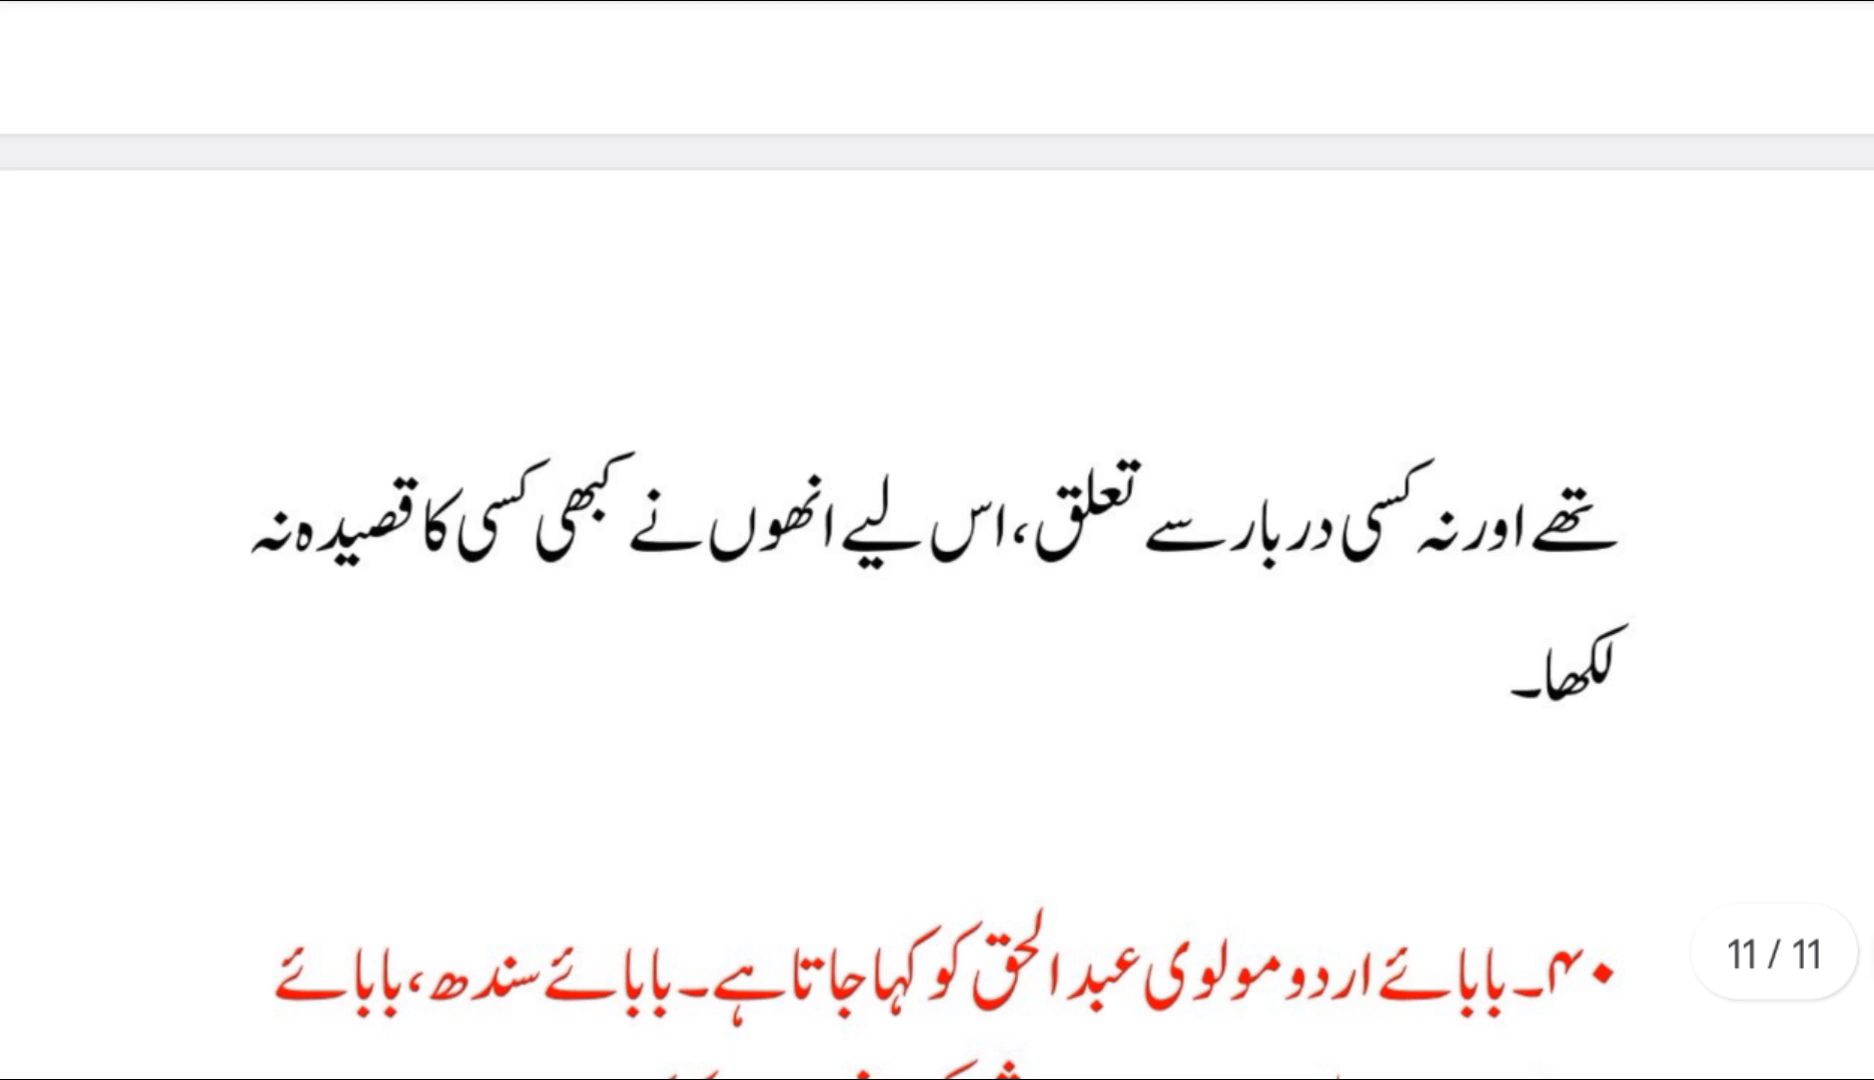 تھے اور نہ کسی دربار سے تعلق، اس لیے انھوں نے کبھی کسی کا قصیدہ نہ
لکھا۔
۴۰۔ بابائے اردو مولوی عبدالحق کو کہا جاتا ہے۔ بابائے سندھ، بابائے
11 / 11